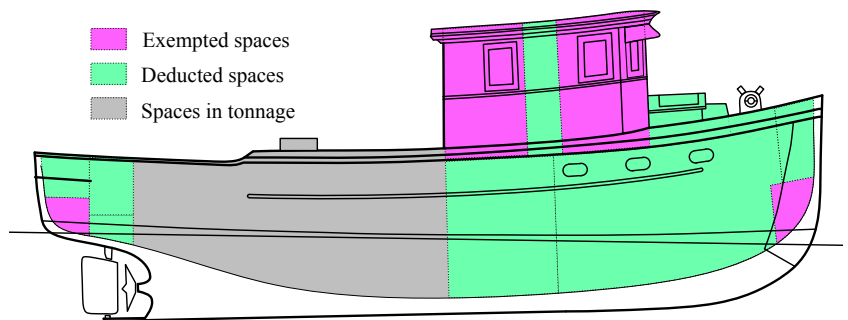 Exempted spaces
Deducted spaces
Spaces in tonnage